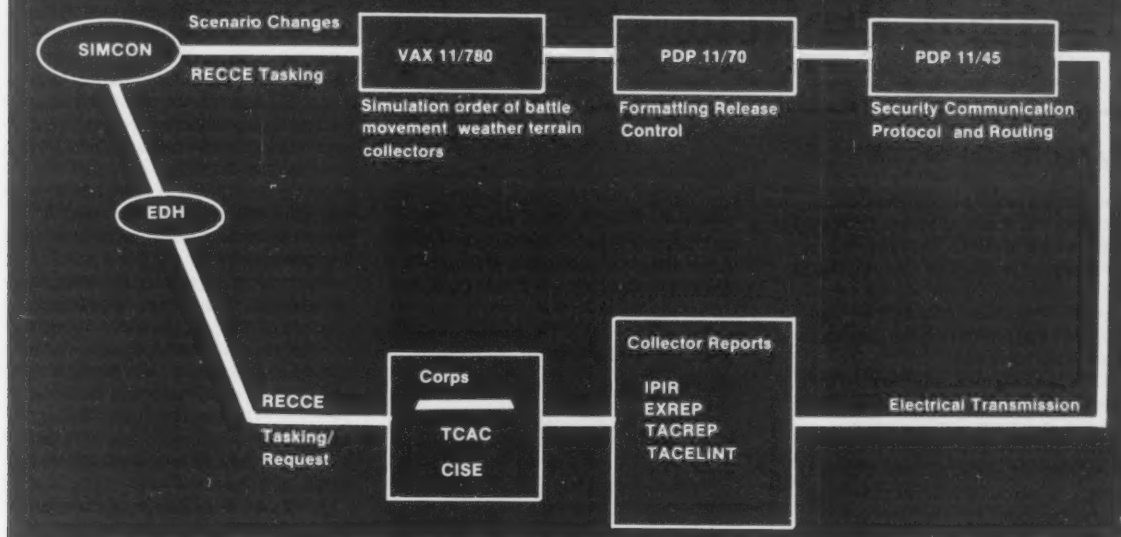 Scenario Changes
SIMCON
RECCE Tasking
VAX 11/780
Simulation order of battle
movement weather terrain
collectors
PDP 11/70
Formatting Release
Control
PDP 11/45
Security Communication
Protocol and Routing
EDH
RECCE
Tasking/
Request
Corps
TCAC
CISE
Collector Reports
IPIR
EXREP
TACREP
TACELINT
Electrical Transmission